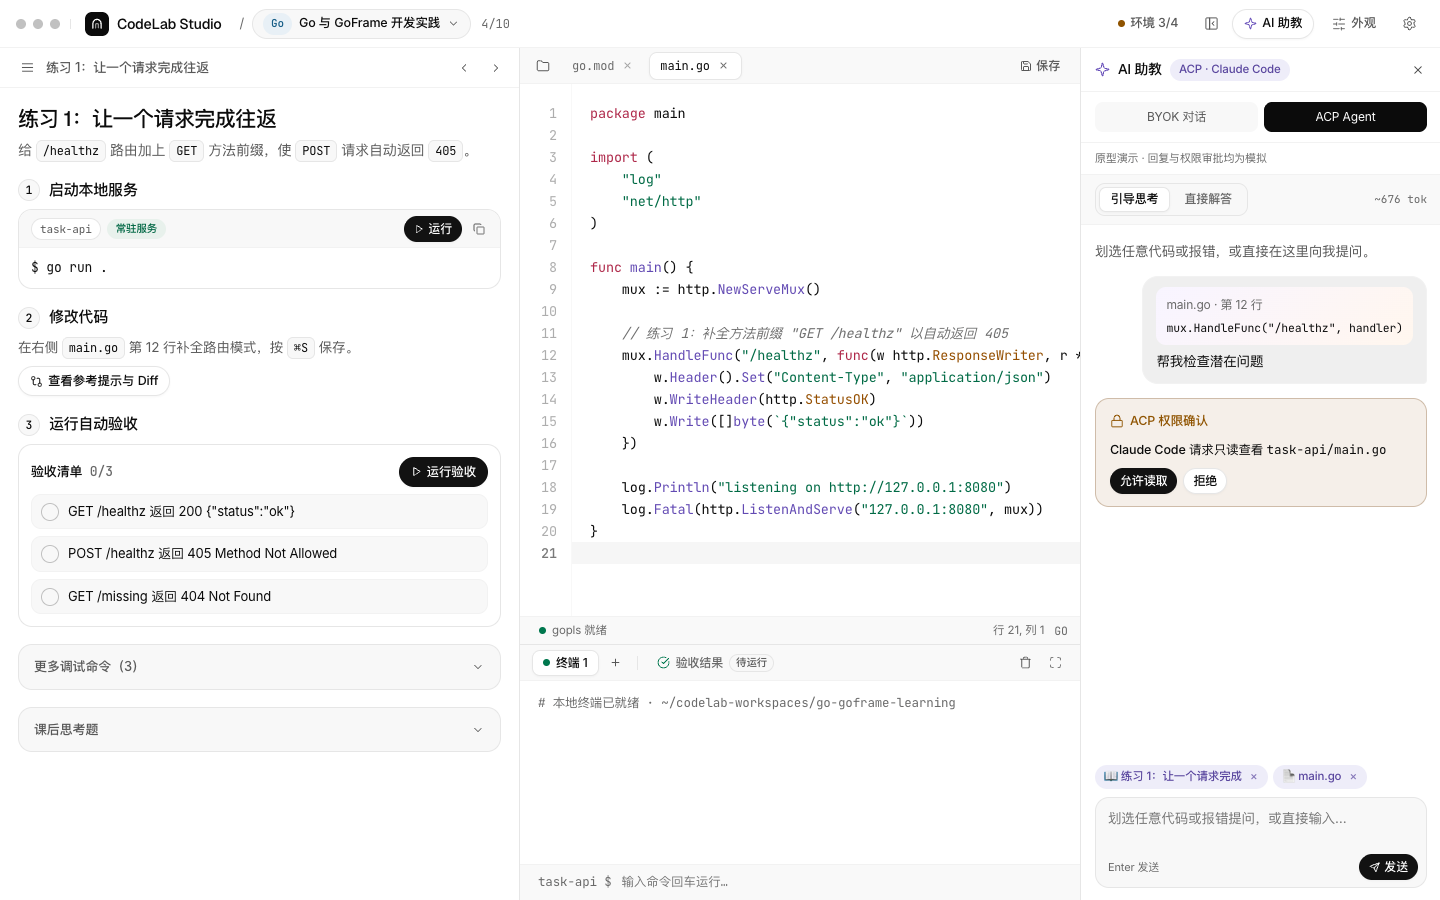 CodeLab Studio / Go Go 与 GoFrame 开发实践 4/10
环境 3/4 AI 助教 外观
练习 1：让一个请求完成往返
练习 1：让一个请求完成往返
给 /healthz 路由加上 GET 方法前缀，使 POST 请求自动返回 405 。
1 启动本地服务
task-api 常驻服务 运行
$ go run .
2 修改代码
在右侧 main.go 第 12 行补全路由模式，按 ⌘S 保存。
查看参考提示与 Diff
3 运行自动验收
验收清单 0/3 运行验收
GET /healthz 返回 200 {"status":"ok"}
POST /healthz 返回 405 Method Not Allowed
GET /missing 返回 404 Not Found
更多调试命令（3）
课后思考题
go.mod × main.go × 保存
1 package main
2
3 import (
4 "log"
5 "net/http"
6 )
7
8 func main() {
9 mux := http.NewServeMux()
10
11 // 练习 1：补全方法前缀 "GET /healthz" 以自动返回 405
12 mux.HandleFunc("/healthz", func(w http.ResponseWriter, r *
13 w.Header().Set("Content-Type", "application/json")
14 w.WriteHeader(http.StatusOK)
15 w.Write([]byte(`{"status":"ok"}`))
16 })
17
18 log.Println("listening on http://127.0.0.1:8080")
19 log.Fatal(http.ListenAndServe("127.0.0.1:8080", mux))
20 }
21
gopls 就绪 行 21, 列 1 GO
终端 1 + 验收结果 待运行
# 本地终端已就绪 · ~/codelab-workspaces/go-goframe-learning
task-api $ 输入命令回车运行…
AI 助教 ACP · Claude Code ×
BYOK 对话 ACP Agent
原型演示 · 回复与权限审批均为模拟
引导思考 直接解答 ~676 tok
划选任意代码或报错，或直接在这里向我提问。
main.go · 第 12 行
mux.HandleFunc("/healthz", handler)
帮我检查潜在问题
ACP 权限确认
Claude Code 请求只读查看 task-api/main.go
允许读取 拒绝
📖 练习 1：让一个请求完成 × main.go ×
划选任意代码或报错提问，或直接输入...
Enter 发送 发送